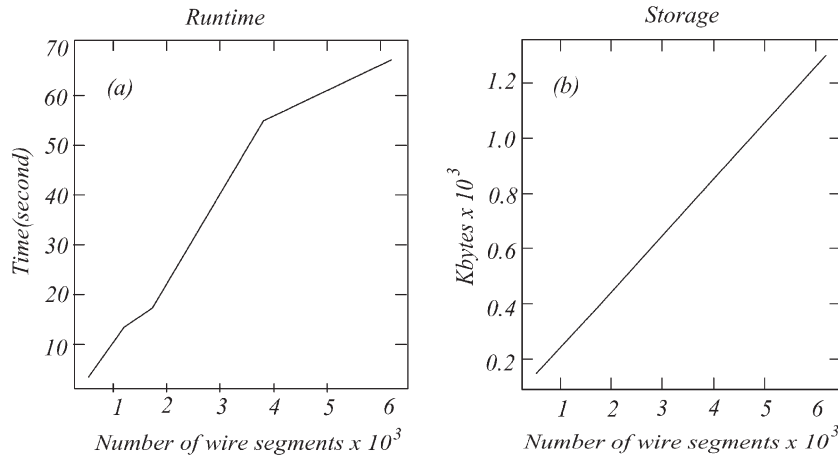 Runtime
70
60
50
40
30
20
10
Time(second)
(a)
1 2 3 4 5 6
Number of wire segments x 10³
Storage
1.2
1.0
0.8
0.6
0.4
0.2
Kbytes x 10³
(b)
1 2 3 4 5 6
Number of wire segments x 10³